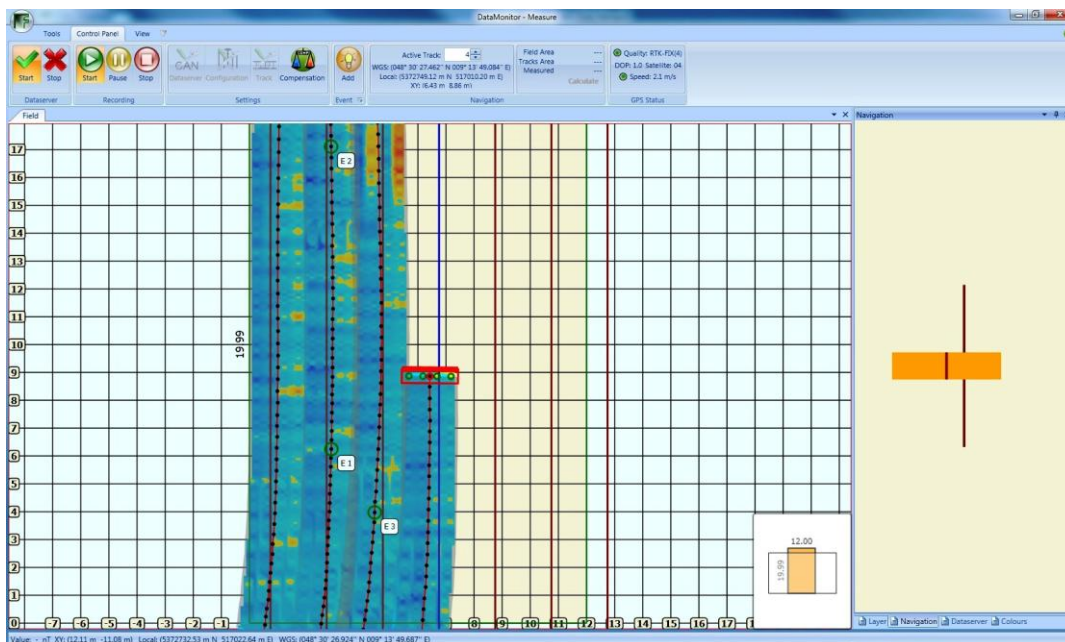 DataMonitor - Measure
Tools Control Panel View ?
Start Stop Start Pause Stop Dataserver Configuration Track Compensation Add
Active Track: 4
WGS: (048° 30' 27.462'' N 009° 13' 49.084'' E)
Local: (5372749.12 m N 517010.20 m E)
XY: (6.43 m 8.86 m)
Field Area ---
Tracks Area ---
Measured ---
Calculate
Quality: RTK-FIX(4)
DOP: 1.0 Satellite: 04
Speed: 2.1 m/s
Dataserver Recording Settings Event Navigation GPS Status
Field
Navigation
17
16
15
14
13
12
11
10
9
8
7
6
5
4
3
2
1
0
E2
19.99
E1
E3
12.00
19.99
-7 -6 -5 -4 -3 -2 -1
8 9 10 11 12 13 14 15 16 17
Layer Navigation Dataserver Colours
Value: - nT XY: (12.11 m -11.08 m) Local: (5372732.53 m N 517022.64 m E) WGS: (048° 30' 26.924'' N 009° 13' 49.687'' E)